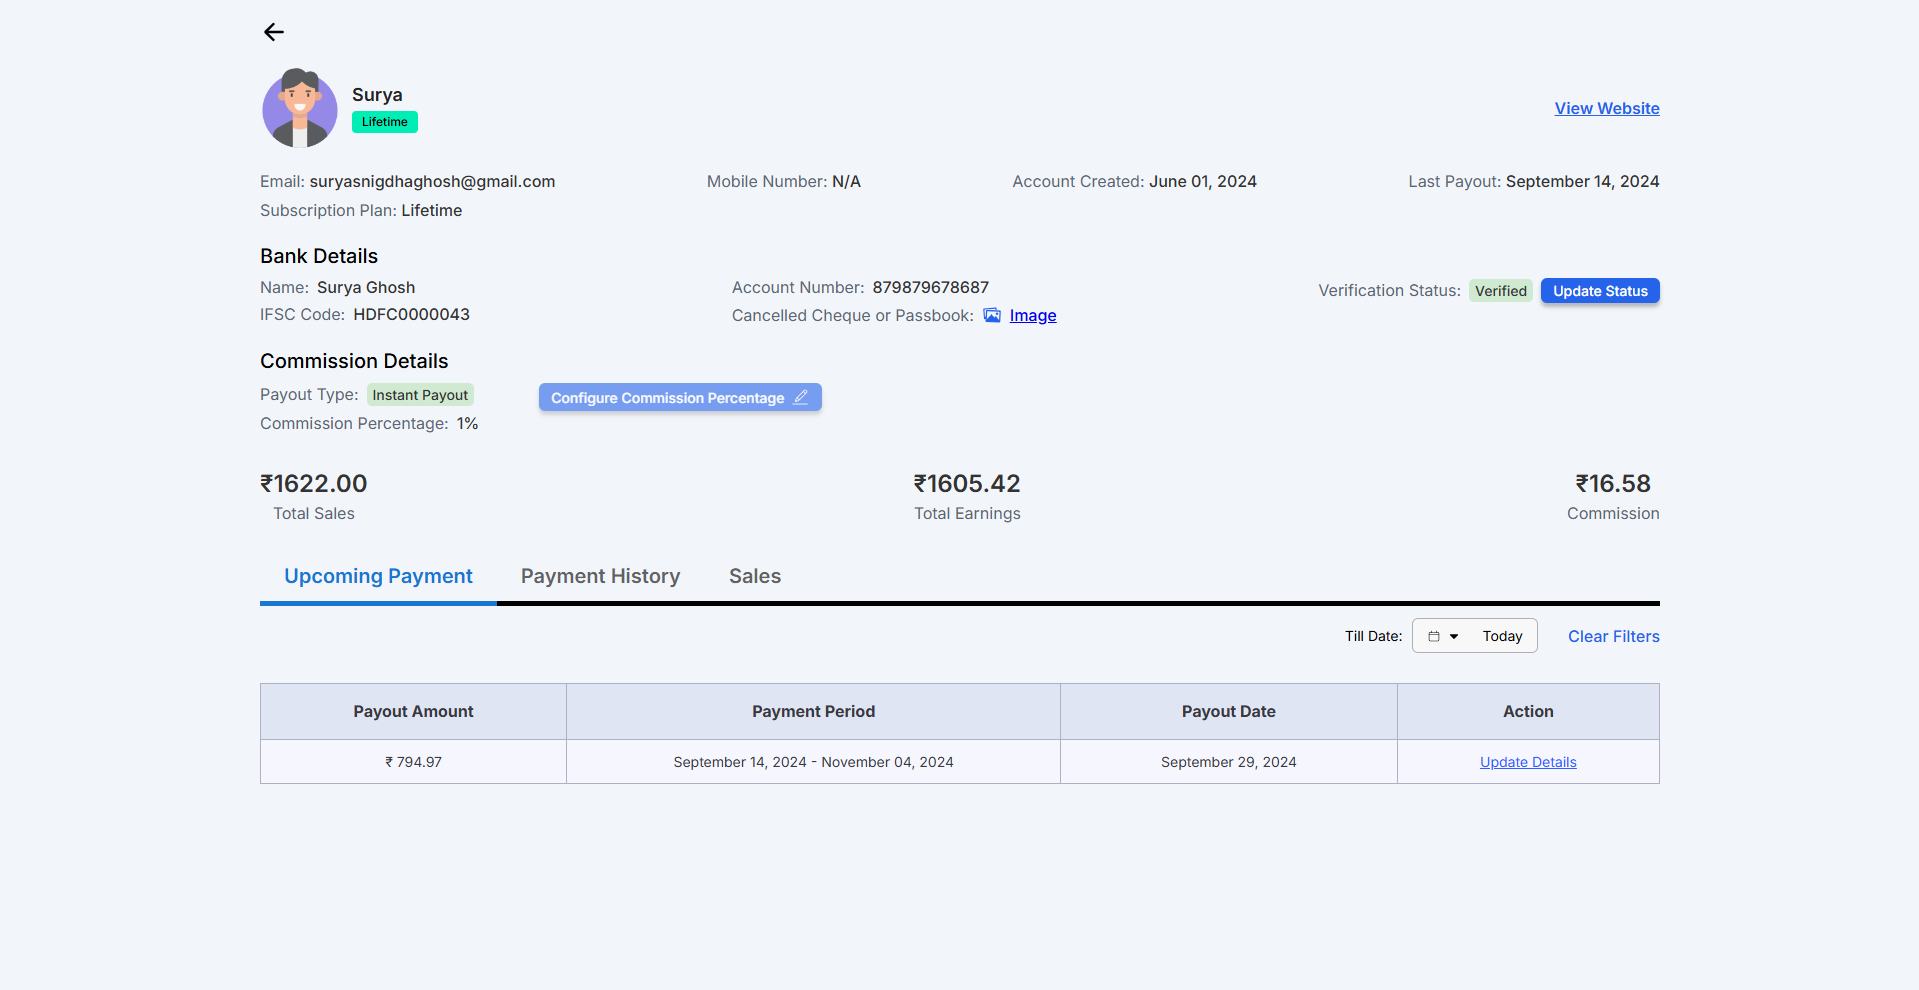 Surya
Lifetime
View Website
Email: suryasnigdhaghosh@gmail.com
Mobile Number: N/A
Account Created: June 01, 2024
Last Payout: September 14, 2024
Subscription Plan: Lifetime
Bank Details
Name: Surya Ghosh
Account Number: 879879678687
Verification Status: Verified Update Status
IFSC Code: HDFC0000043
Cancelled Cheque or Passbook: Image
Commission Details
Payout Type: Instant Payout
Configure Commission Percentage
Commission Percentage: 1%
₹1622.00
Total Sales
₹1605.42
Total Earnings
₹16.58
Commission
Upcoming Payment
Payment History
Sales
Till Date: Today Clear Filters
Payout Amount Payment Period Payout Date Action
₹ 794.97 September 14, 2024 - November 04, 2024 September 29, 2024 Update Details